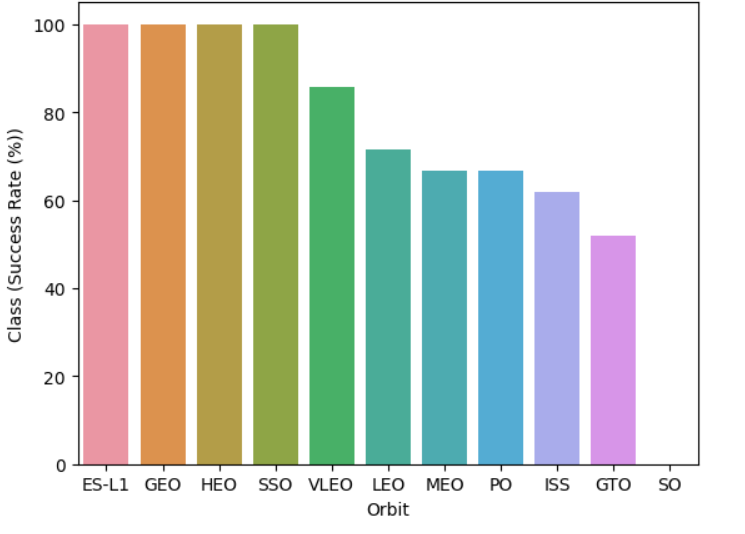 100
80
60
40
20
0
Class (Success Rate (%))
ES-L1 GEO HEO SSO VLEO LEO MEO PO ISS GTO SO
Orbit